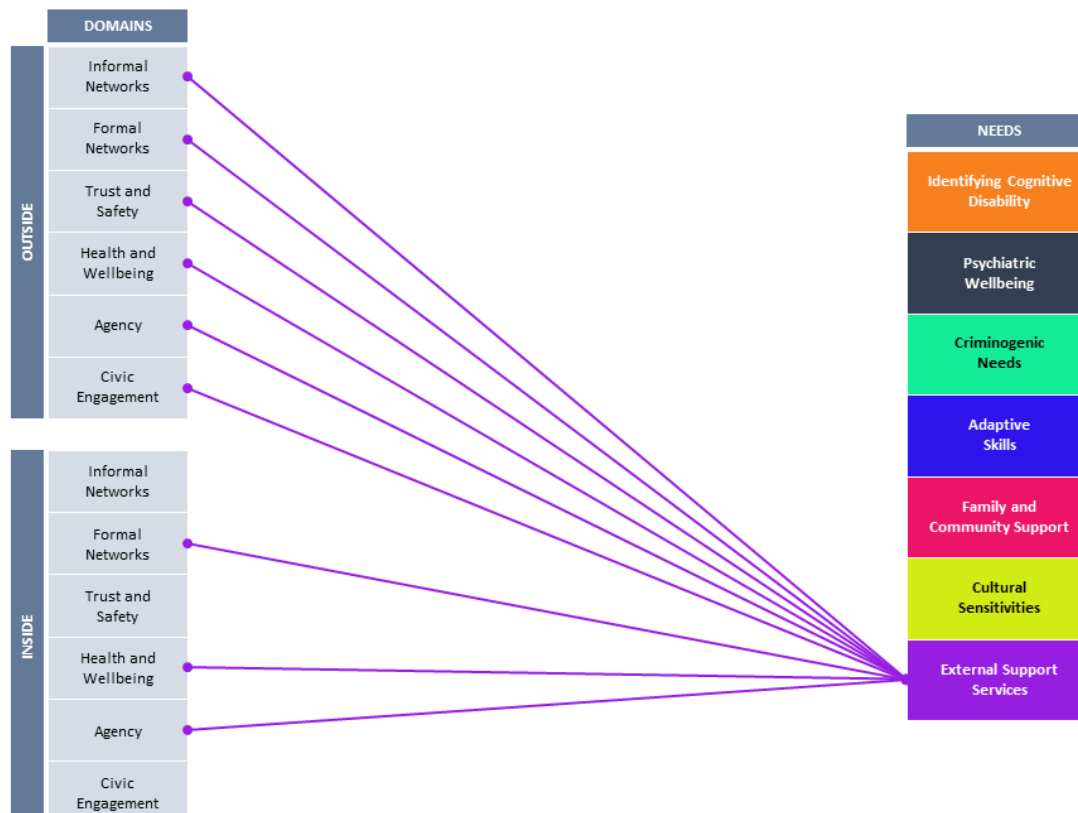 DOMAINS
OUTSIDE
Informal
Networks
Formal
Networks
Trust and
Safety
Health and
Wellbeing
Agency
Civic
Engagement
INSIDE
Informal
Networks
Formal
Networks
Trust and
Safety
Health and
Wellbeing
Agency
Civic
Engagement
NEEDS
Identifying Cognitive
Disability
Psychiatric
Wellbeing
Criminogenic
Needs
Adaptive
Skills
Family and
Community Support
Cultural
Sensitivities
External Support
Services